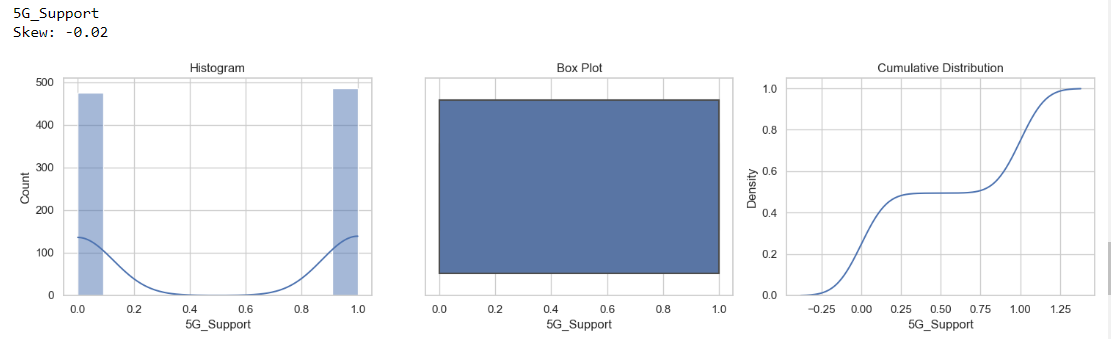 5G_Support
Skew: -0.02
Histogram
500
400
300
200
100
0
Count
0.0 0.2 0.4 0.6 0.8 1.0
5G_Support
Box Plot
0.0 0.2 0.4 0.6 0.8 1.0
5G_Support
Cumulative Distribution
1.0
0.8
0.6
0.4
0.2
0.0
Density
−0.25 0.00 0.25 0.50 0.75 1.00 1.25
5G_Support